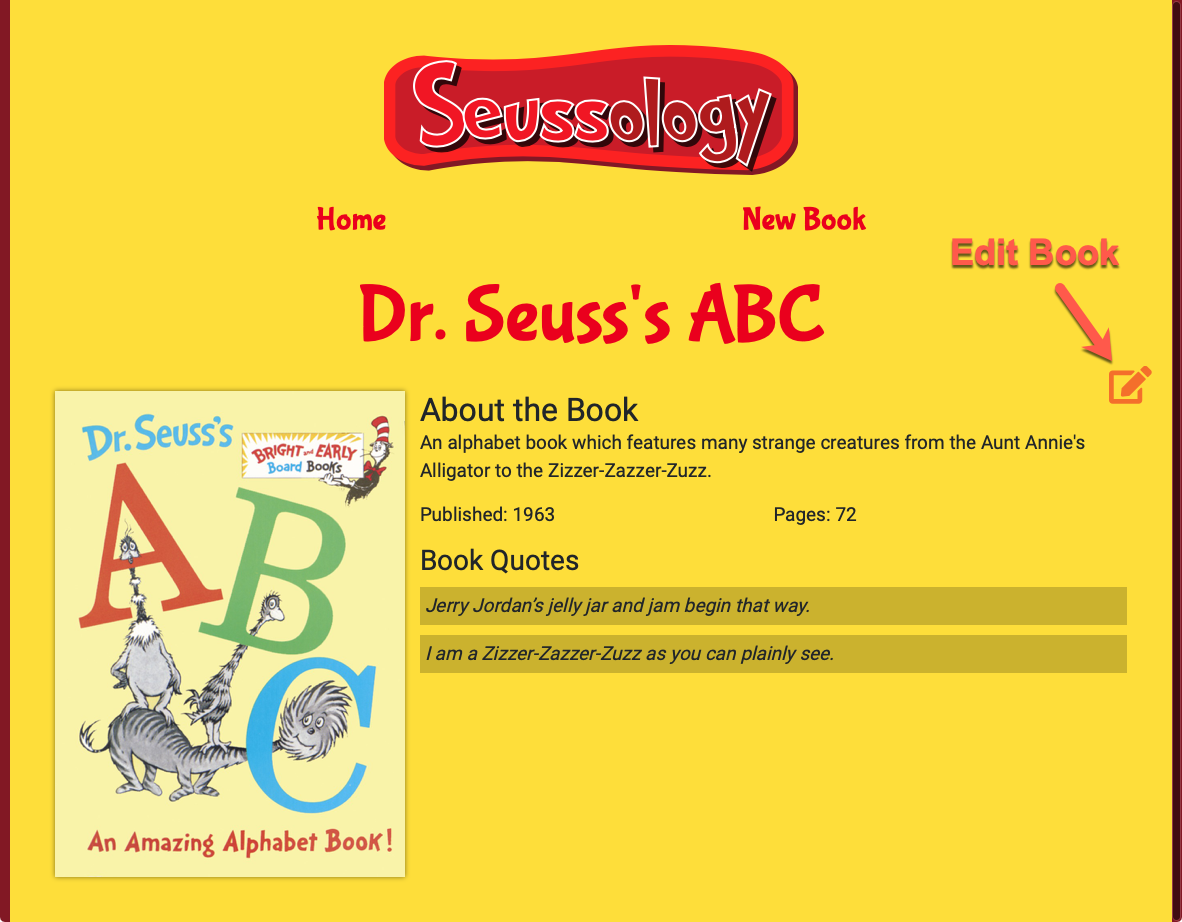 Seussology
Home
New Book
Edit Book
Dr. Seuss's ABC
Dr. Seuss's
BRIGHT and EARLY
Board Books
ABC
An Amazing Alphabet Book!
About the Book
An alphabet book which features many strange creatures from the Aunt Annie's
Alligator to the Zizzer-Zazzer-Zuzz.
Published: 1963
Pages: 72
Book Quotes
Jerry Jordan’s jelly jar and jam begin that way.
I am a Zizzer-Zazzer-Zuzz as you can plainly see.